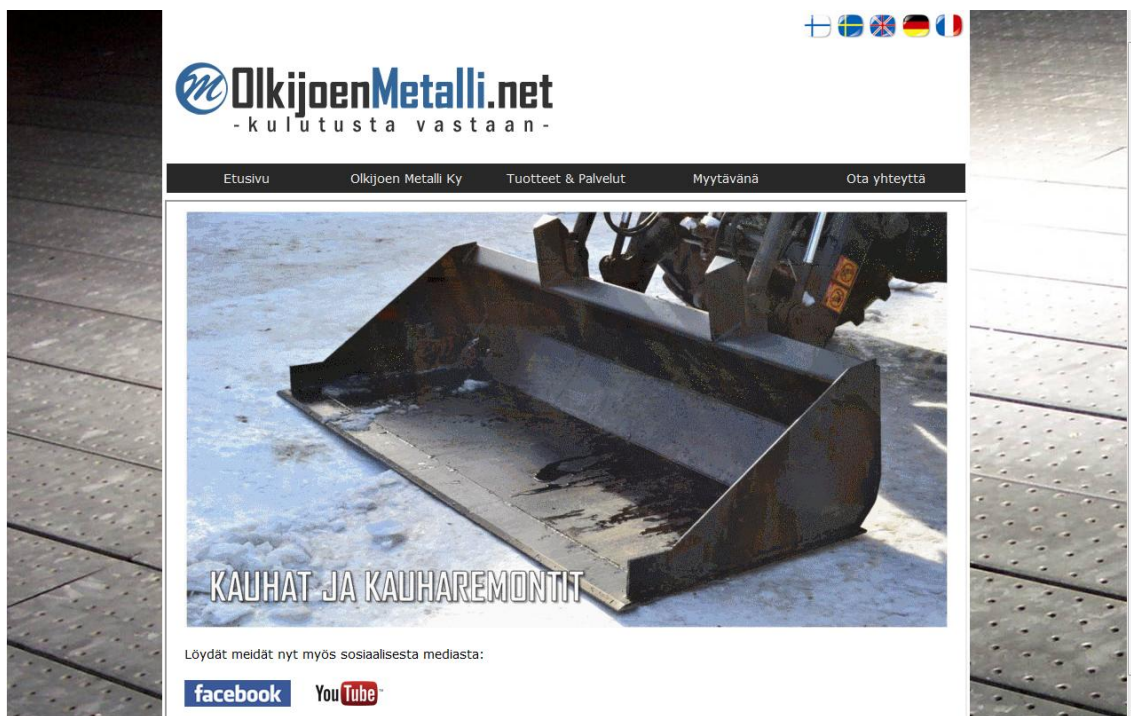 OlkijoenMetalli.net
-kulutusta vastaan-
Etusivu Olkijoen Metalli Ky Tuotteet & Palvelut Myytävänä Ota yhteyttä
KAUHAT JA KAUHAREMONTIT
Löydät meidät nyt myös sosiaalisesta mediasta:
facebook YouTube